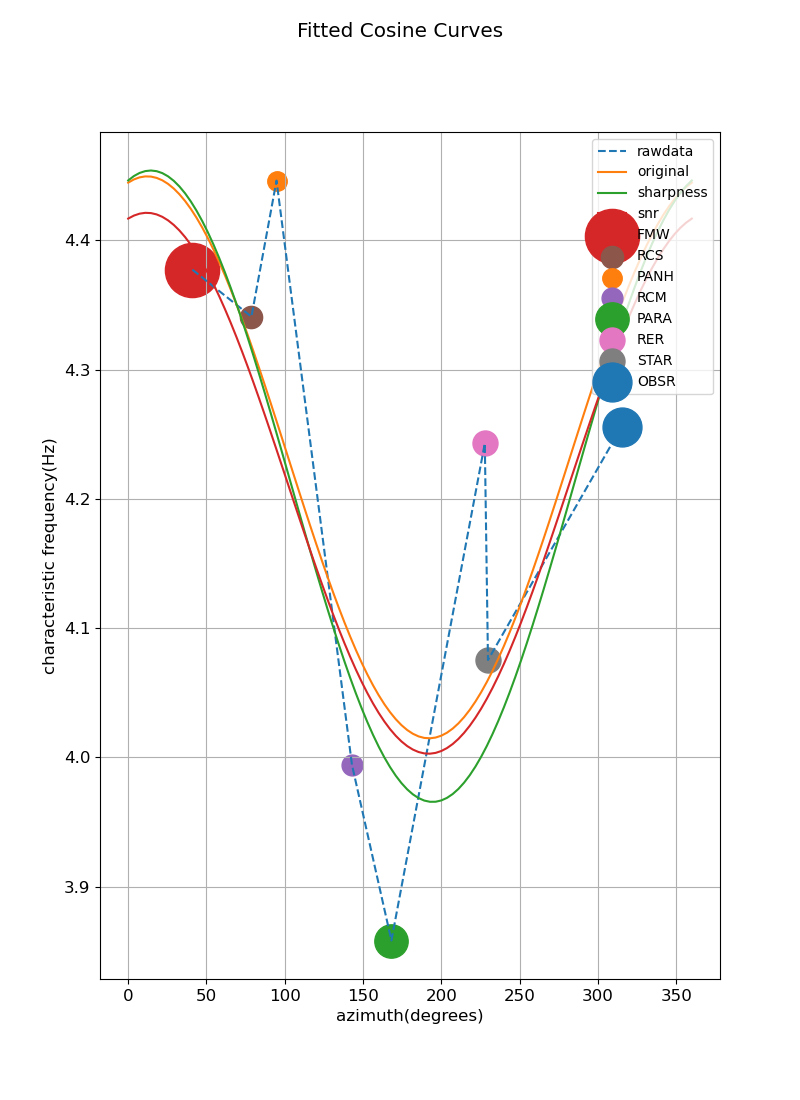 Fitted Cosine Curves
rawdata
original
sharpness
snr
FMW
RCS
PANH
RCM
PARA
RER
STAR
OBSR
characteristic frequency(Hz)
4.4
4.3
4.2
4.1
4.0
3.9
0 50 100 150 200 250 300 350
azimuth(degrees)